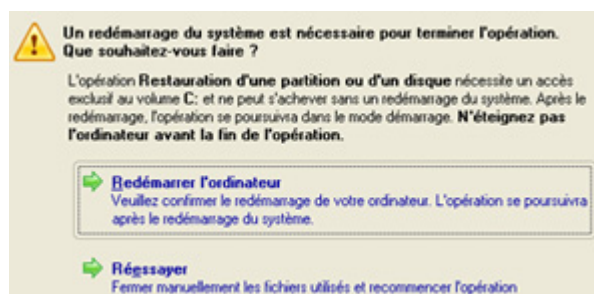 Un redémarrage du système est nécessaire pour terminer l'opération.
Que souhaitez-vous faire ?
L'opération Restauration d'une partition ou d'un disque nécessite un accès
exclusif au volume C: et ne peut s'achever sans un redémarrage du système. Après le
redémarrage, l'opération se poursuivra dans le mode démarrage. N'éteignez pas
l'ordinateur avant la fin de l'opération.
Redémarrer l'ordinateur
Veuillez confirmer le redémarrage de votre ordinateur. L'opération se poursuivra
après le redémarrage du système.
Réessayer
Fermer manuellement les fichiers utilisés et recommencer l'opération